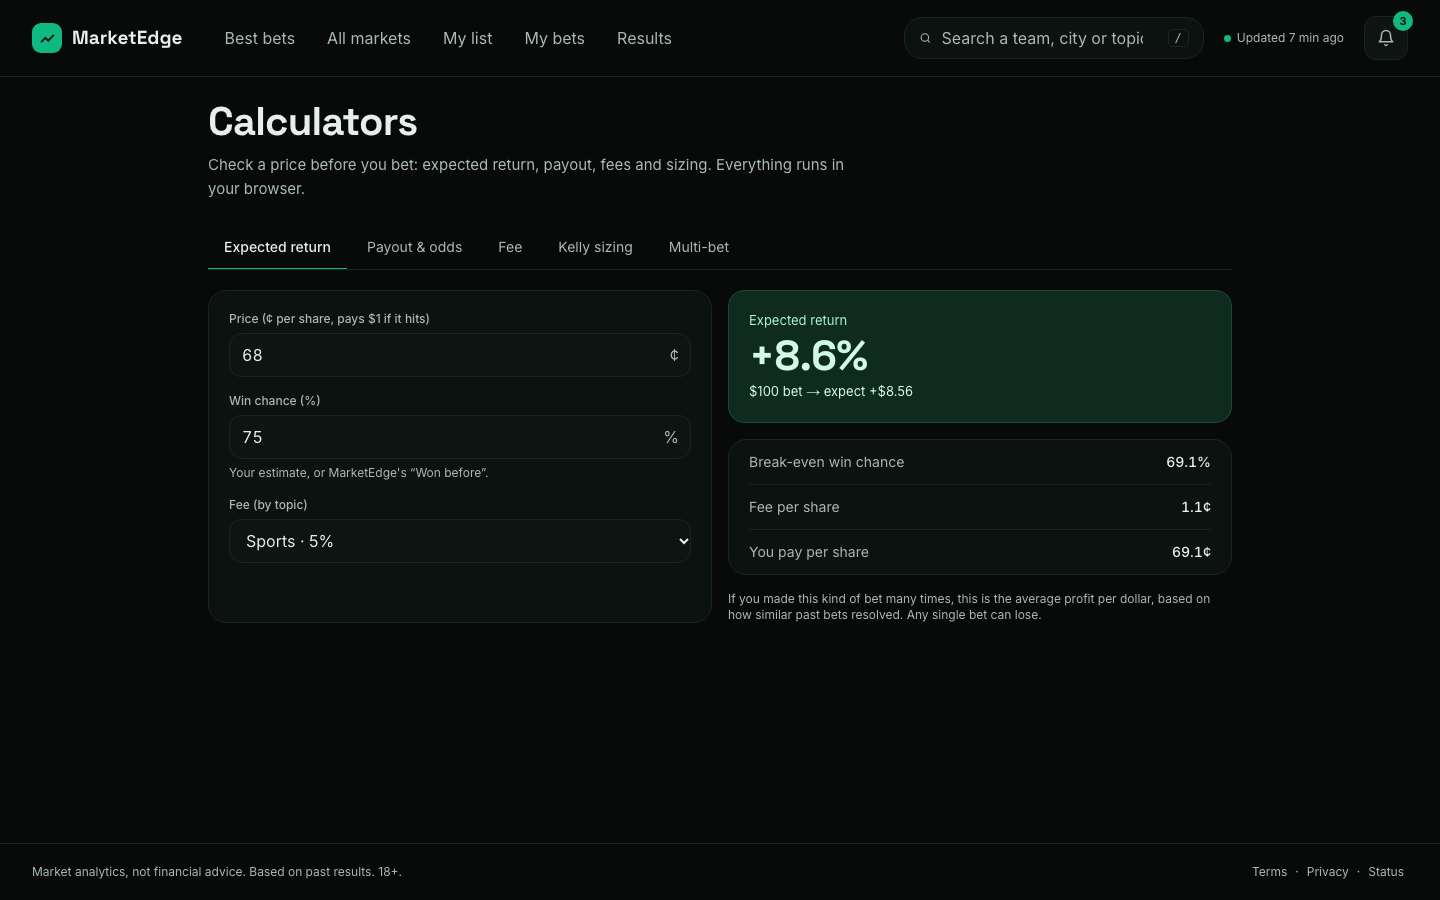 MarketEdge
Best bets
All markets
My list
My bets
Results
Search a team, city or topic
/
Updated 7 min ago
3
Calculators
Check a price before you bet: expected return, payout, fees and sizing. Everything runs in
your browser.
Expected return
Payout & odds
Fee
Kelly sizing
Multi-bet
Price (¢ per share, pays $1 if it hits)
68 ¢
Win chance (%)
75 %
Your estimate, or MarketEdge's “Won before”.
Fee (by topic)
Sports · 5%
Expected return
+8.6%
$100 bet → expect +$8.56
Break-even win chance 69.1%
Fee per share 1.1¢
You pay per share 69.1¢
If you made this kind of bet many times, this is the average profit per dollar, based on
how similar past bets resolved. Any single bet can lose.
Market analytics, not financial advice. Based on past results. 18+.
Terms · Privacy · Status